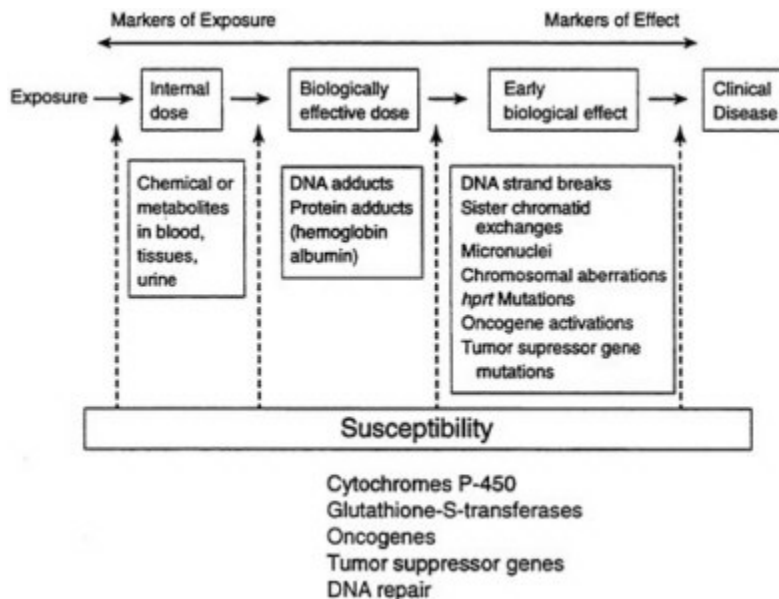 Markers of Exposure
Markers of Effect
Exposure
Internal
dose
Biologically
effective dose
Early
biological effect
Clinical
Disease
Chemical or
metabolites
in blood,
tissues,
urine
DNA adducts
Protein adducts
(hemoglobin
albumin)
DNA strand breaks
Sister chromatid
exchanges
Micronuclei
Chromosomal aberrations
hprt Mutations
Oncogene activations
Tumor supressor gene
mutations
Susceptibility
Cytochromes P-450
Glutathione-S-transferases
Oncogenes
Tumor suppressor genes
DNA repair